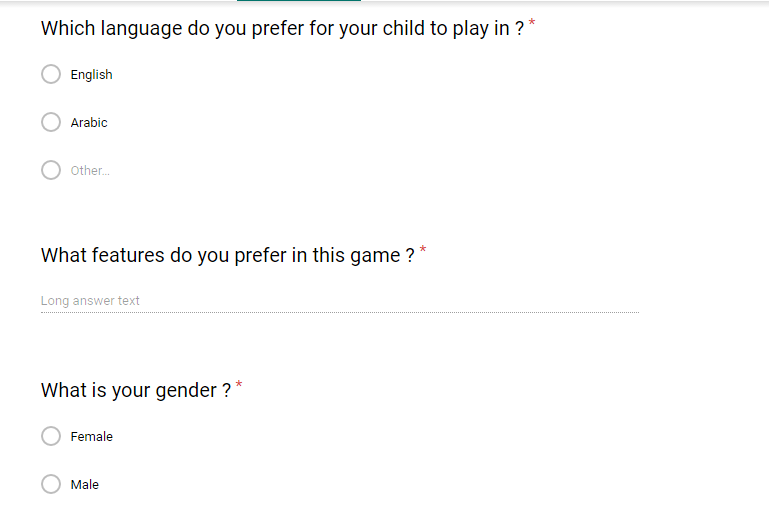 Which language do you prefer for your child to play in ? *
English
Arabic
Other...
What features do you prefer in this game ? *
Long answer text
What is your gender ? *
Female
Male